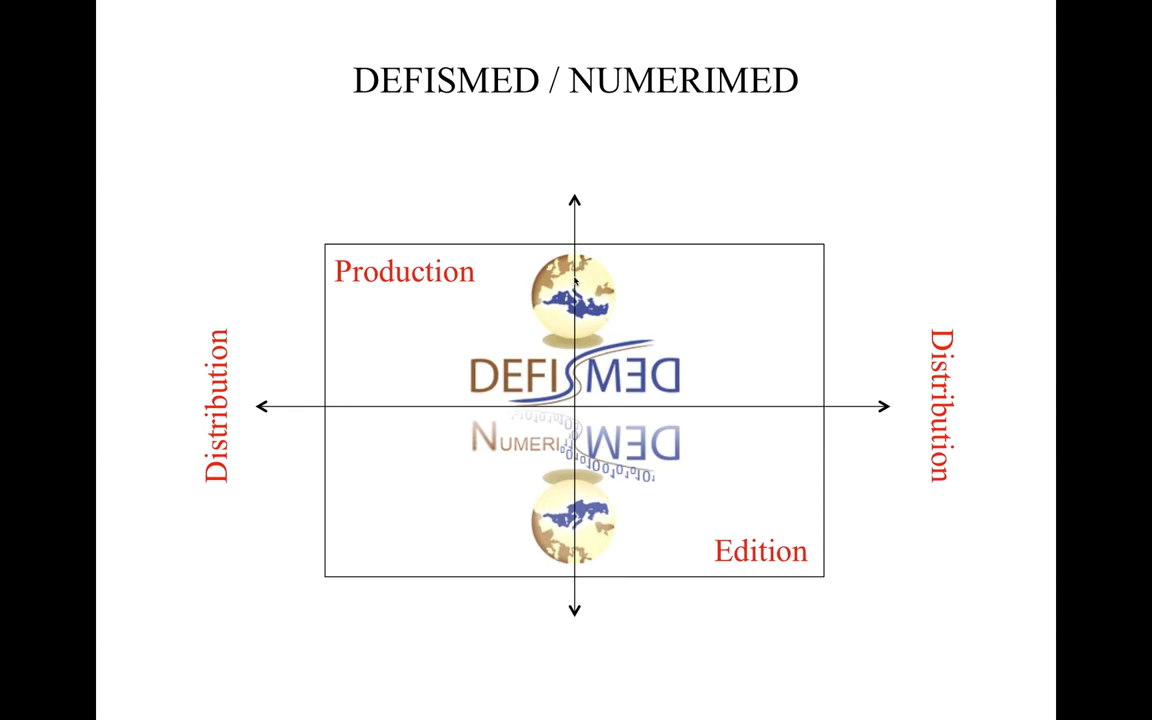 DEFISMED / NUMERIMED
Production
Distribution
Distribution
DEFISMED
NUMERIMED
Edition